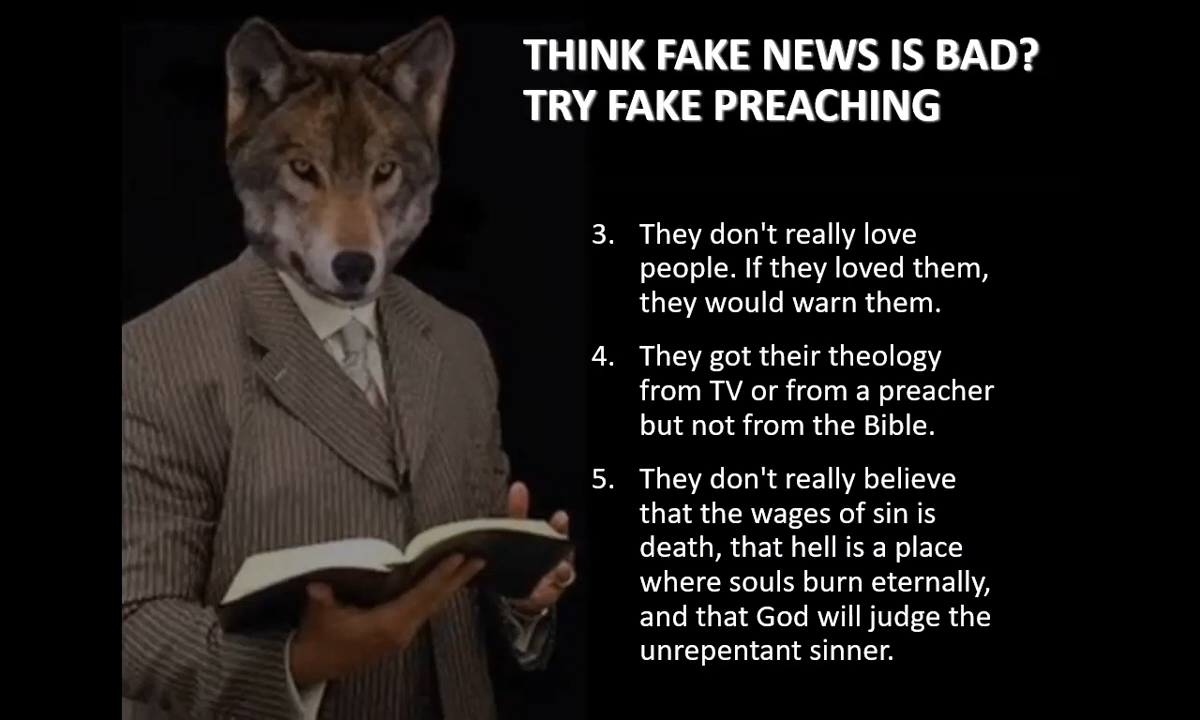 THINK FAKE NEWS IS BAD?
TRY FAKE PREACHING
3. They don't really love
people. If they loved them,
they would warn them.
4. They got their theology
from TV or from a preacher
but not from the Bible.
5. They don't really believe
that the wages of sin is
death, that hell is a place
where souls burn eternally,
and that God will judge the
unrepentant sinner.